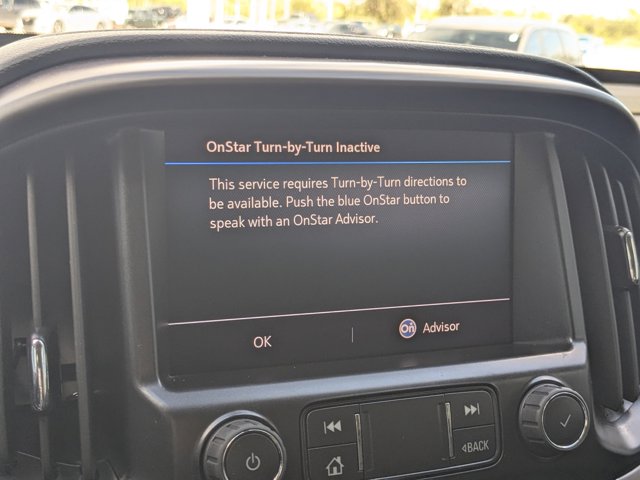 OnStar Turn-by-Turn Inactive
This service requires Turn-by-Turn directions to
be available. Push the blue OnStar button to
speak with an OnStar Advisor.
OK
On Advisor
BACK